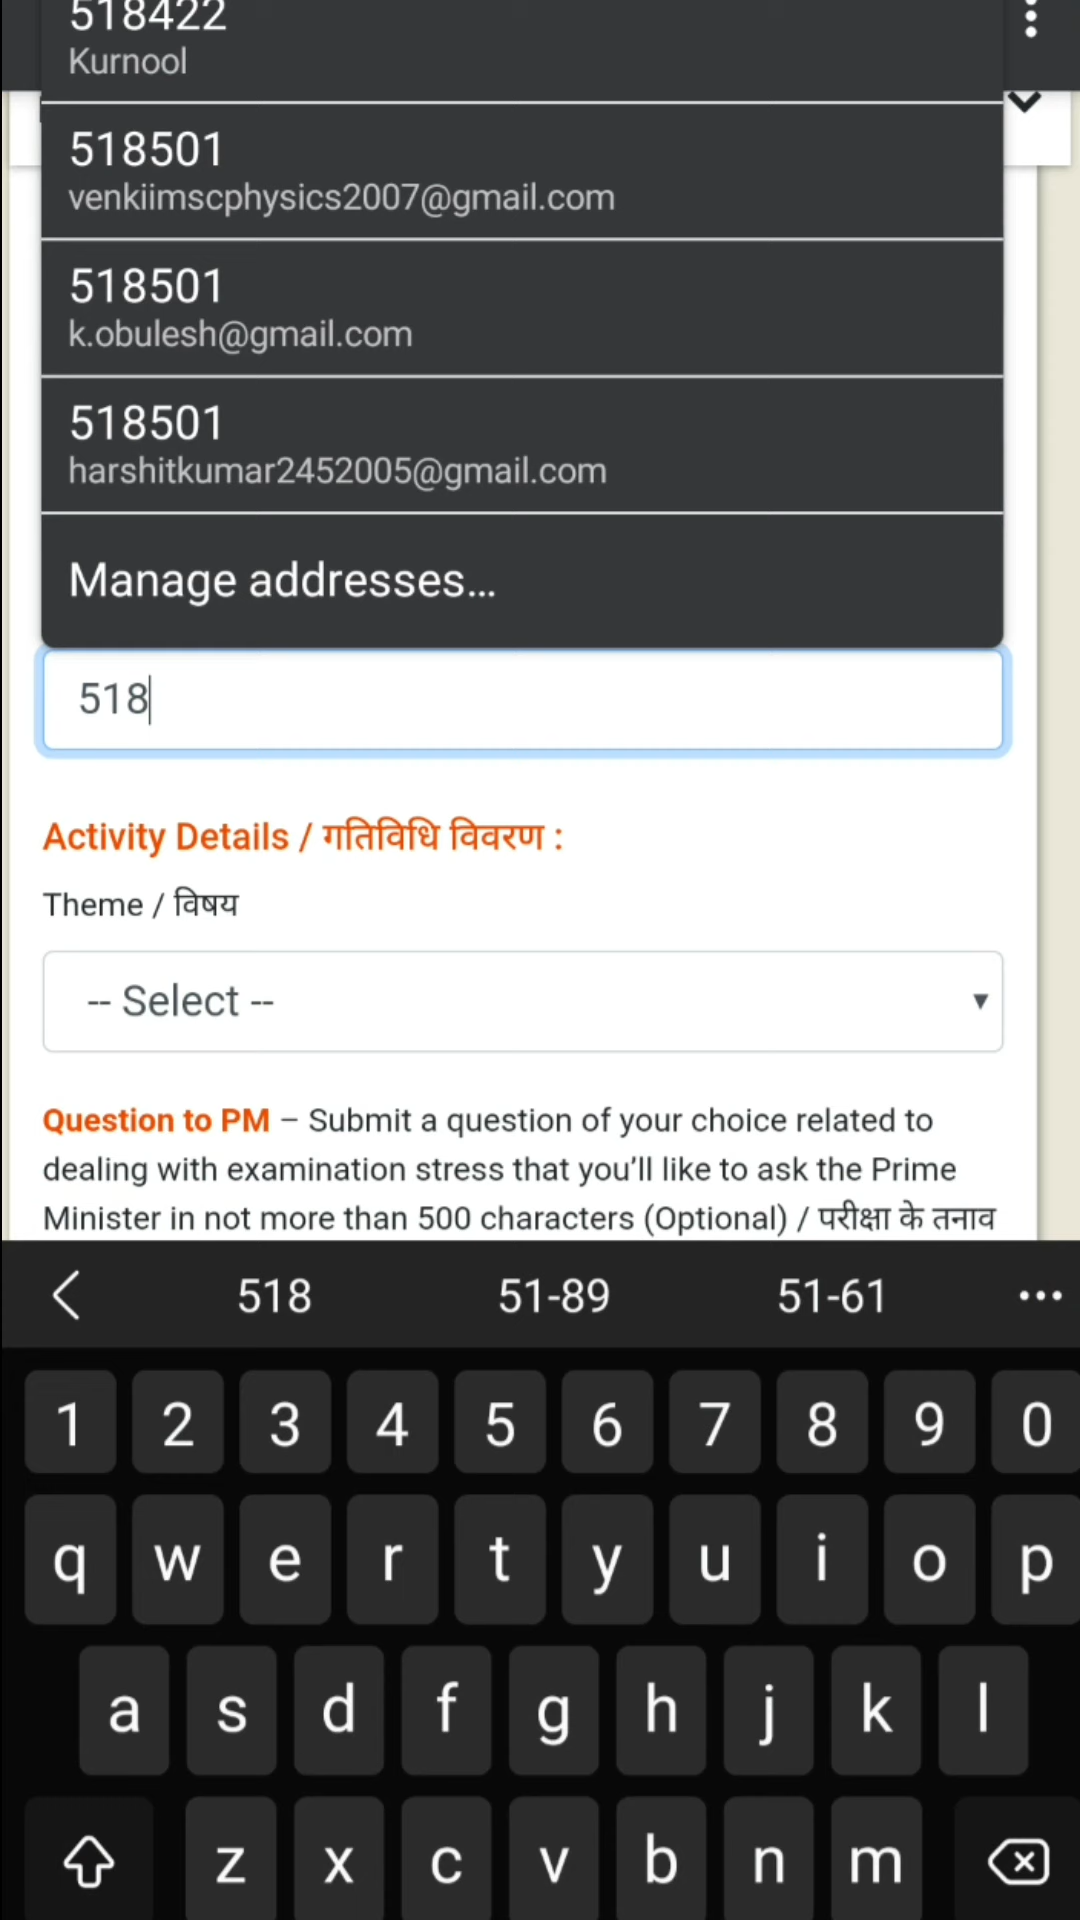 518422
Kurnool
518501
venkiimscphysics2007@gmail.com
518501
k.obulesh@gmail.com
518501
harshitkumar2452005@gmail.com
Manage addresses...
518
Activity Details / गतिविधि विवरण :
Theme / विषय
-- Select --
Question to PM – Submit a question of your choice related to
dealing with examination stress that you'll like to ask the Prime
Minister in not more than 500 characters (Optional) / परीक्षा के तनाव
518 51-89 51-61
1 2 3 4 5 6 7 8 9 0
q w e r t y u i o p
a s d f g h j k l
z x c v b n m